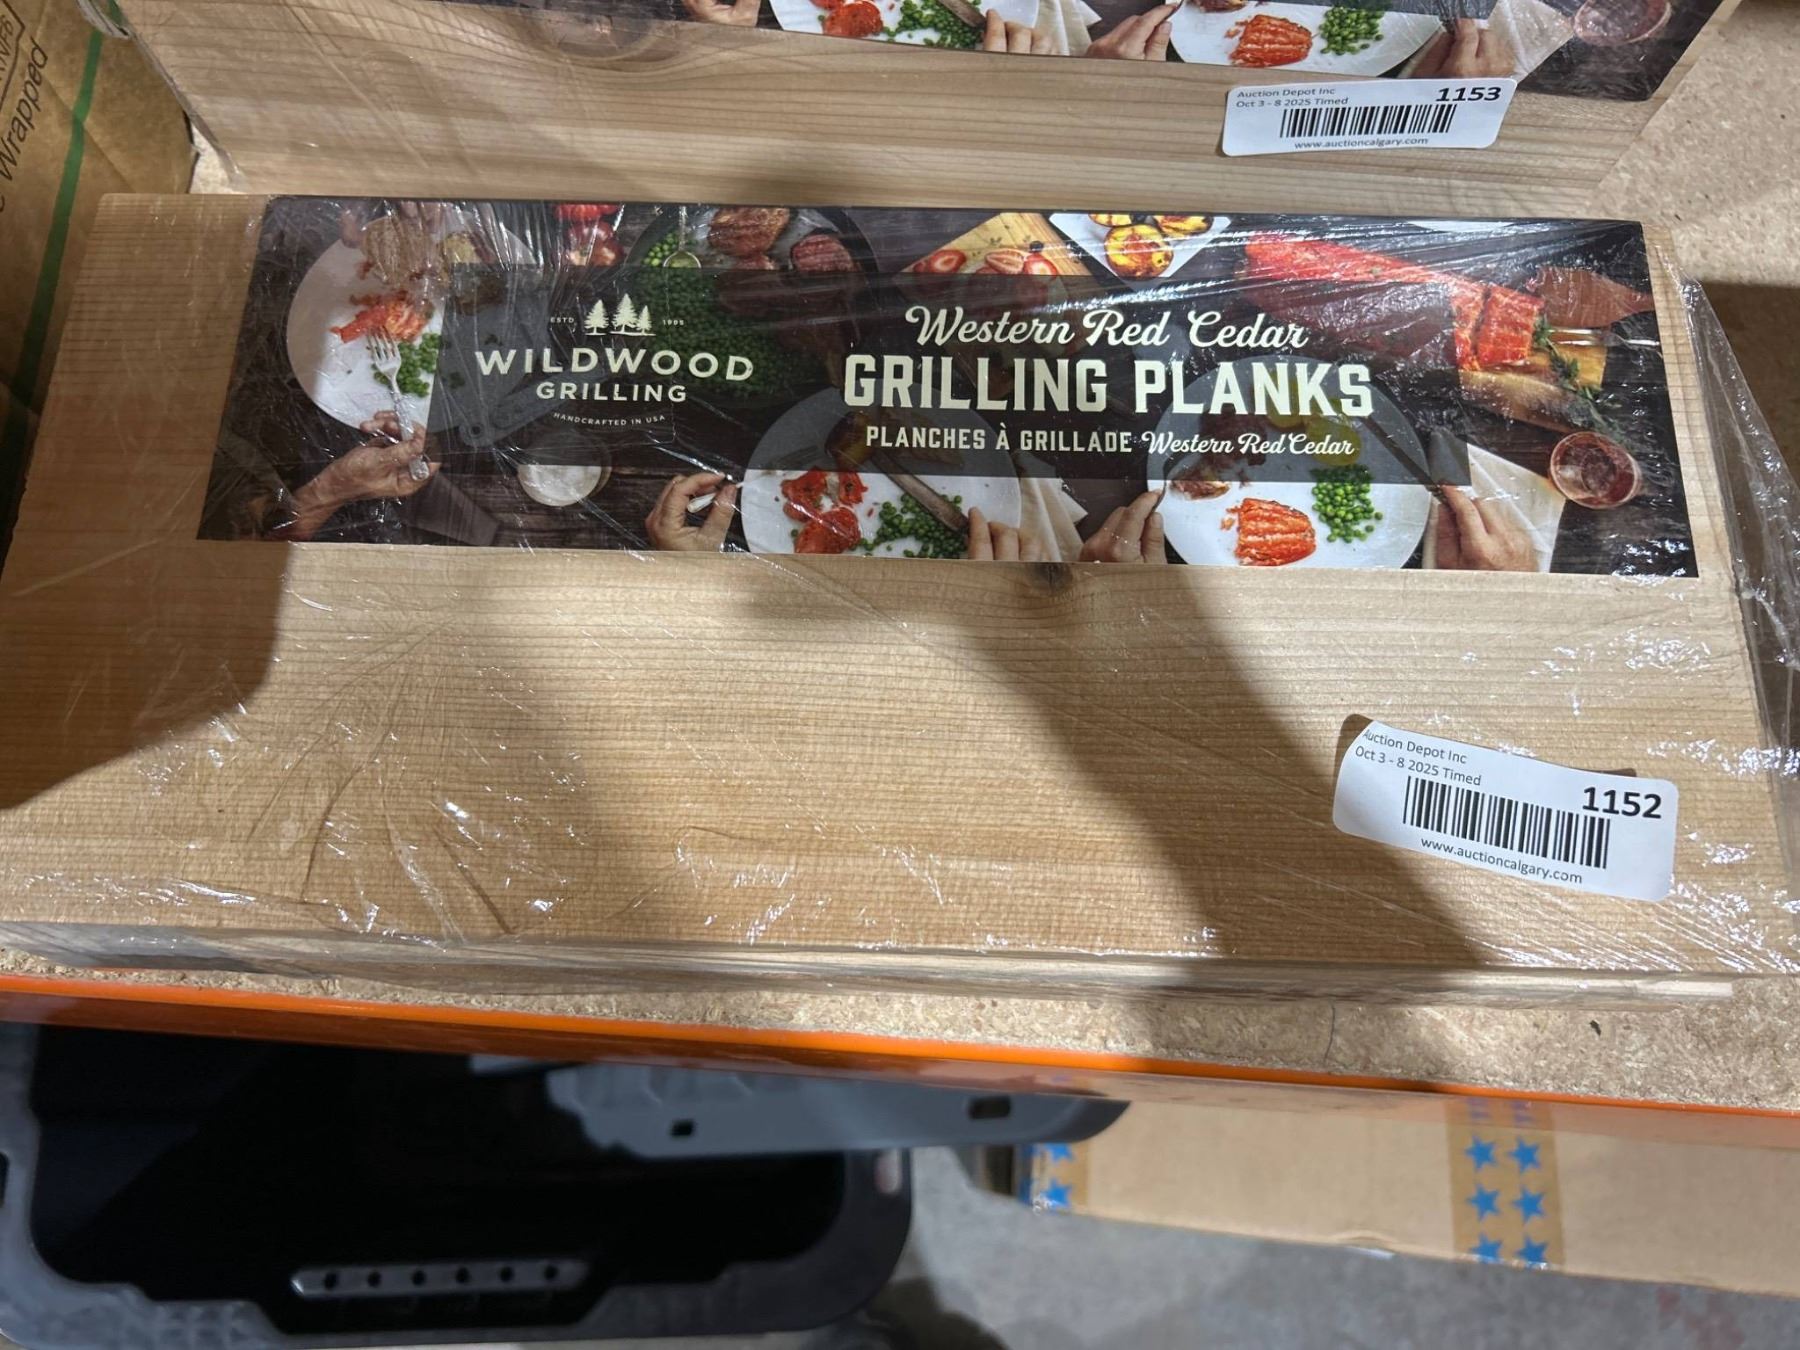 Wrapped
Auction Depot Inc
Oct 3 - 8 2025 Timed
1153
www.auctioncalgary.com
ESTD 1995
WILDWOOD
GRILLING
HANDCRAFTED IN USA
Western Red Cedar
GRILLING PLANKS
PLANCHES À GRILLADE Western Red Cedar
Auction Depot Inc
Oct 3 - 8 2025 Timed
1152
www.auctioncalgary.com